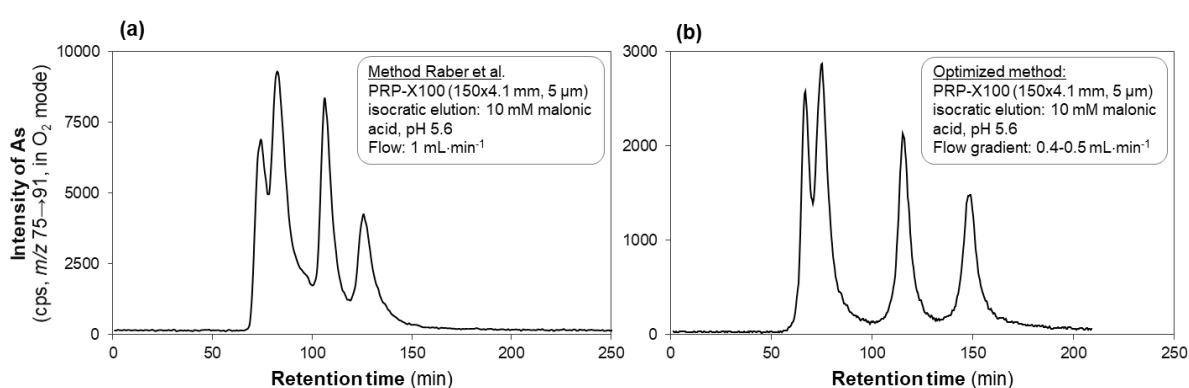 (a)
10000
7500
5000
2500
0
Intensity of As
(cps, m/z 75→91, in O₂ mode)
Method Raber et al.
PRP-X100 (150x4.1 mm, 5 µm)
isocratic elution: 10 mM malonic
acid, pH 5.6
Flow: 1 mL·min⁻¹
0 50 100 150 200 250
Retention time (min)
(b)
3000
2000
1000
0
Optimized method:
PRP-X100 (150x4.1 mm, 5 µm)
isocratic elution: 10 mM malonic
acid, pH 5.6
Flow gradient: 0.4-0.5 mL·min⁻¹
0 50 100 150 200 250
Retention time (min)